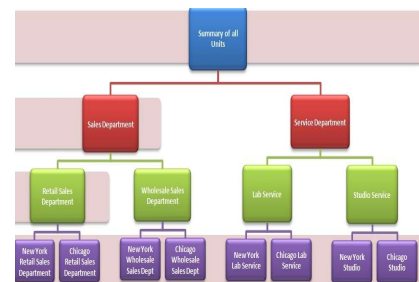 Summary of all
Units
Sales Department
Service Department
Retail Sales
Department
Wholesale Sales
Department
Lab Service
Studio Service
New York
Retail Sales
Department
Chicago
Retail Sales
Department
New York
Wholesale
Sales Dept
Chicago
Wholesale
Sales Dept
New York
Lab Service
Chicago Lab
Service
New York
Studio
Chicago
Studio